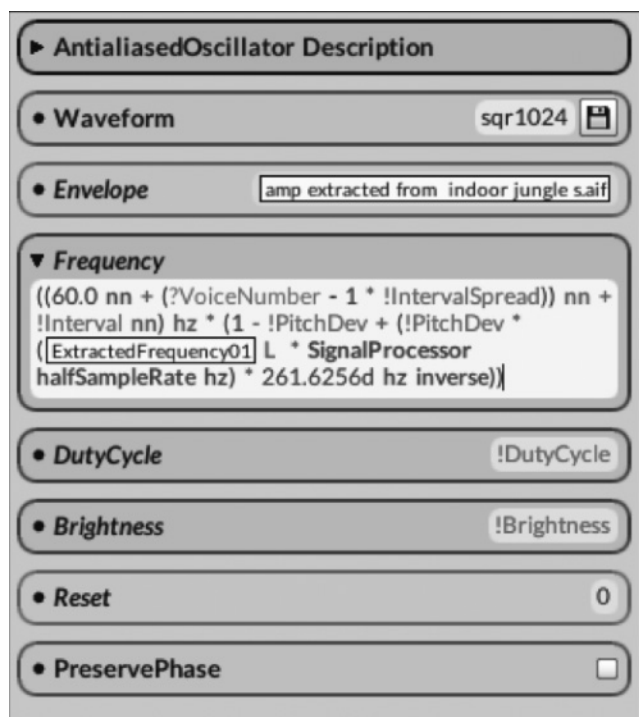 AntialiasedOscillator Description
Waveform sqr1024
Envelope amp extracted from indoor jungle s.aif
Frequency
((60.0 nn + (?VoiceNumber - 1 * !IntervalSpread)) nn +
!Interval nn) hz * (1 - !PitchDev + (!PitchDev *
(ExtractedFrequency01 L * SignalProcessor
halfSampleRate hz) * 261.6256d hz inverse))
DutyCycle !DutyCycle
Brightness !Brightness
Reset 0
PreservePhase